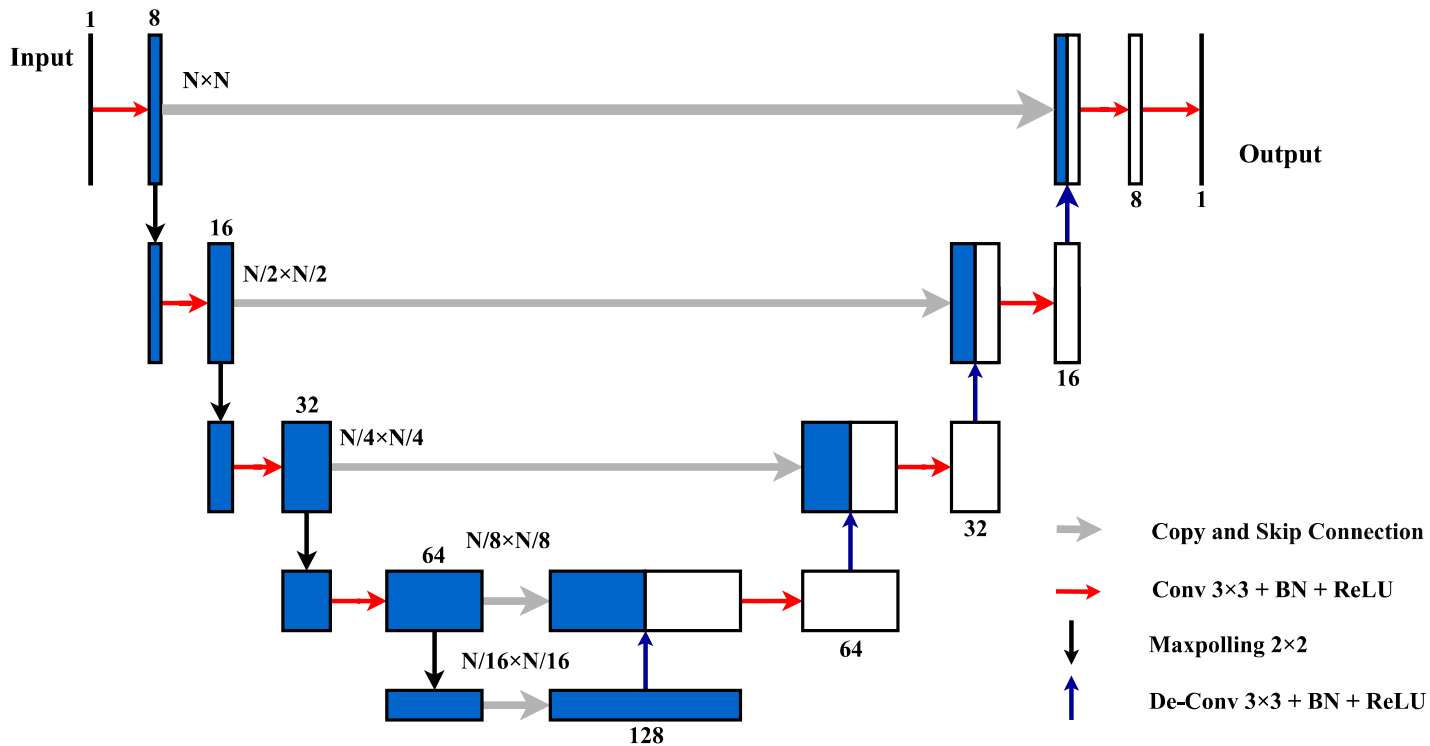 1
8
Input
N×N
Output
8
1
16
N/2×N/2
16
32
N/4×N/4
32
64
N/8×N/8
64
N/16×N/16
128
Copy and Skip Connection
Conv 3×3 + BN + ReLU
Maxpolling 2×2
De-Conv 3×3 + BN + ReLU